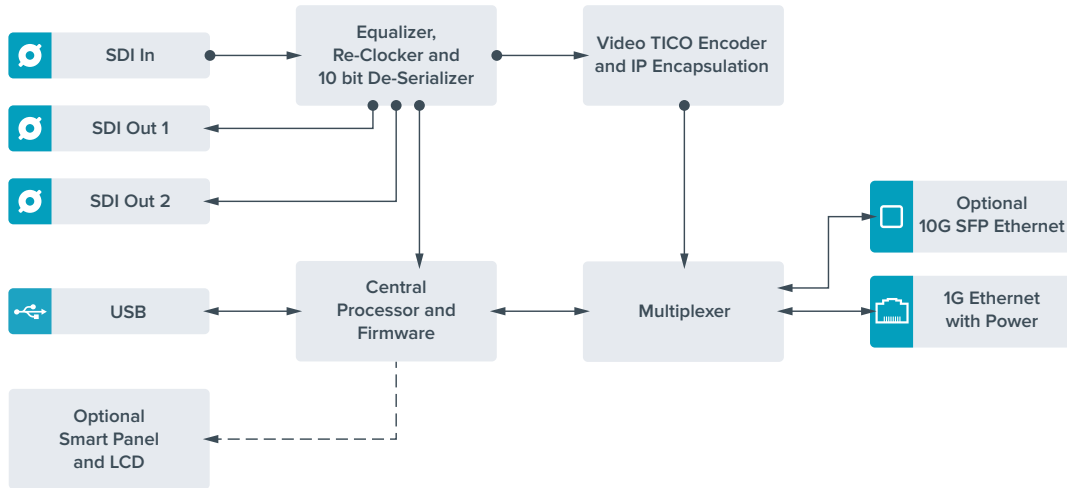 SDI In
Equalizer,
Re-Clocker and
10 bit De-Serializer
Video TICO Encoder
and IP Encapsulation
SDI Out 1
SDI Out 2
Optional
10G SFP Ethernet
USB
Central
Processor and
Firmware
Multiplexer
1G Ethernet
with Power
Optional
Smart Panel
and LCD